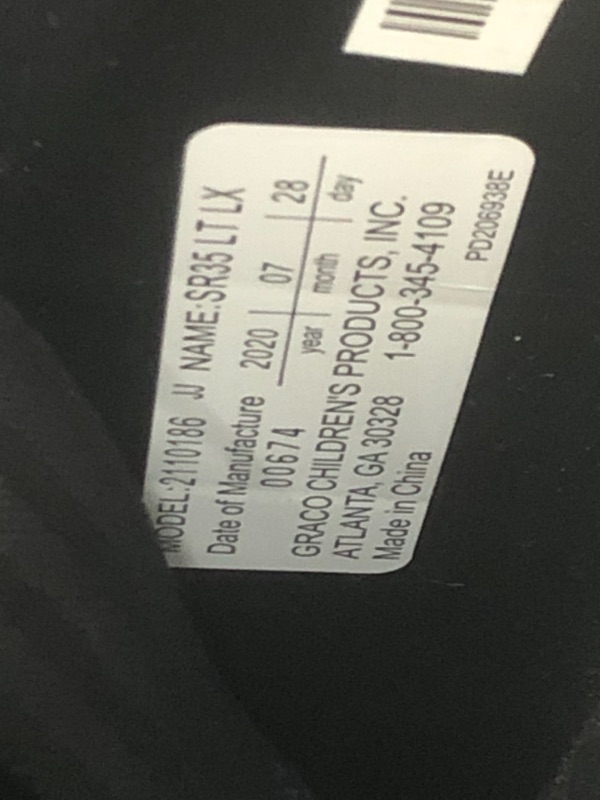 MODEL:2110186 JJ NAME:SR35 LT LX
Date of Manufacture 2020 | 07 | 28
00674 year | month | day
GRACO CHILDREN'S PRODUCTS, INC.
ATLANTA, GA 30328 1-800-345-4109
Made in China
PD206938E